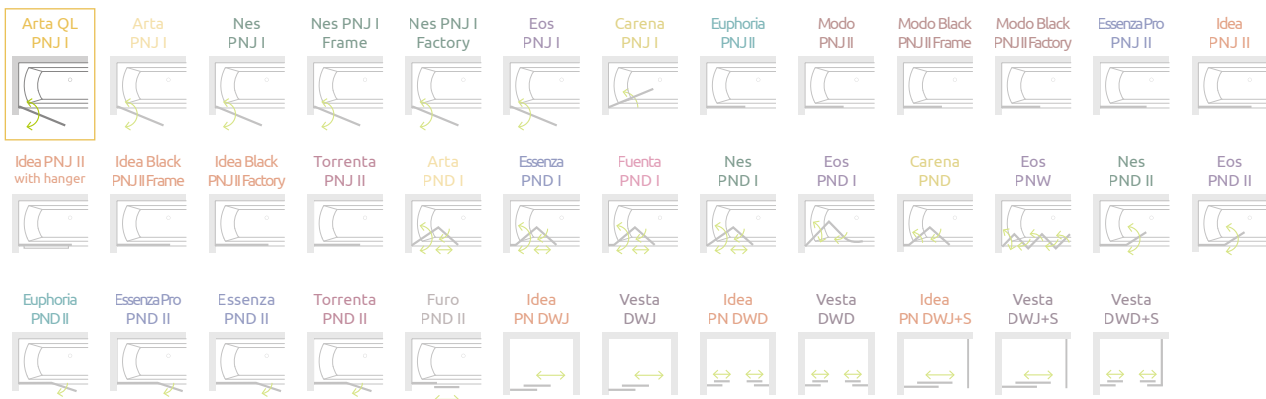 Arta QL
PNJ I
Arta
PNJ I
Nes
PNJ I
Nes PNJ I
Frame
Nes PNJ I
Factory
Eos
PNJ I
Carena
PNJ I
Euphoria
PNJ II
Modo
PNJ II
Modo Black
PNJ II Frame
Modo Black
PNJ II Factory
Essenza Pro
PNJ II
Idea
PNJ II
Idea PNJ II
with hanger
Idea Black
PNJ II Frame
Idea Black
PNJ II Factory
Torrenta
PNJ II
Arta
PND I
Essenza
PND I
Fuenta
PND I
Nes
PND I
Eos
PND I
Carena
PND
Eos
PNW
Nes
PND II
Eos
PND II
Euphoria
PND II
Essenza Pro
PND II
Essenza
PND II
Torrenta
PND II
Furo
PND II
Idea
PN DWJ
Vesta
DWJ
Idea
PN DWD
Vesta
DWD
Idea
PN DWJ+S
Vesta
DWJ+S
Vesta
DWD+S